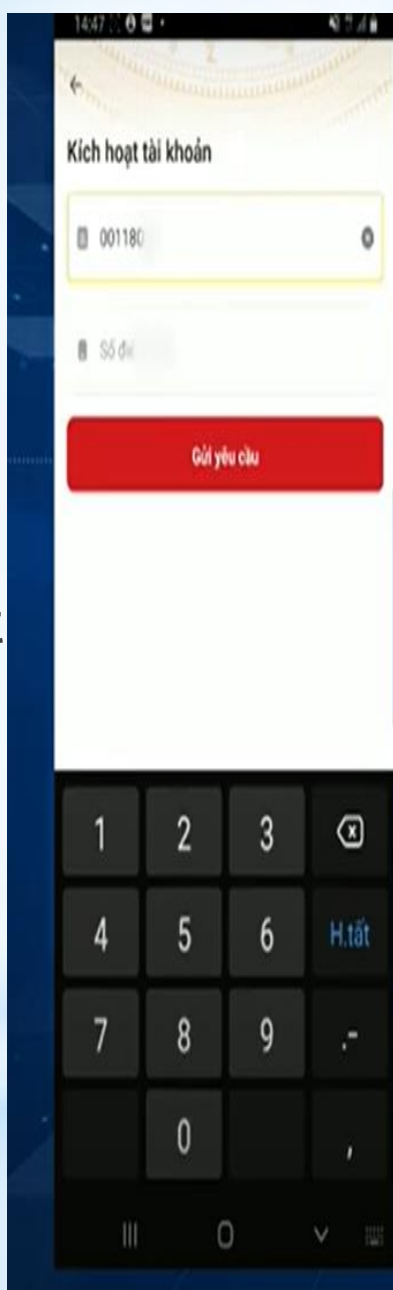 14:47
Kích hoạt tài khoản
001180
Số đi
Gửi yêu cầu
1 2 3
4 5 6 H.tất
7 8 9 .-
0 ,